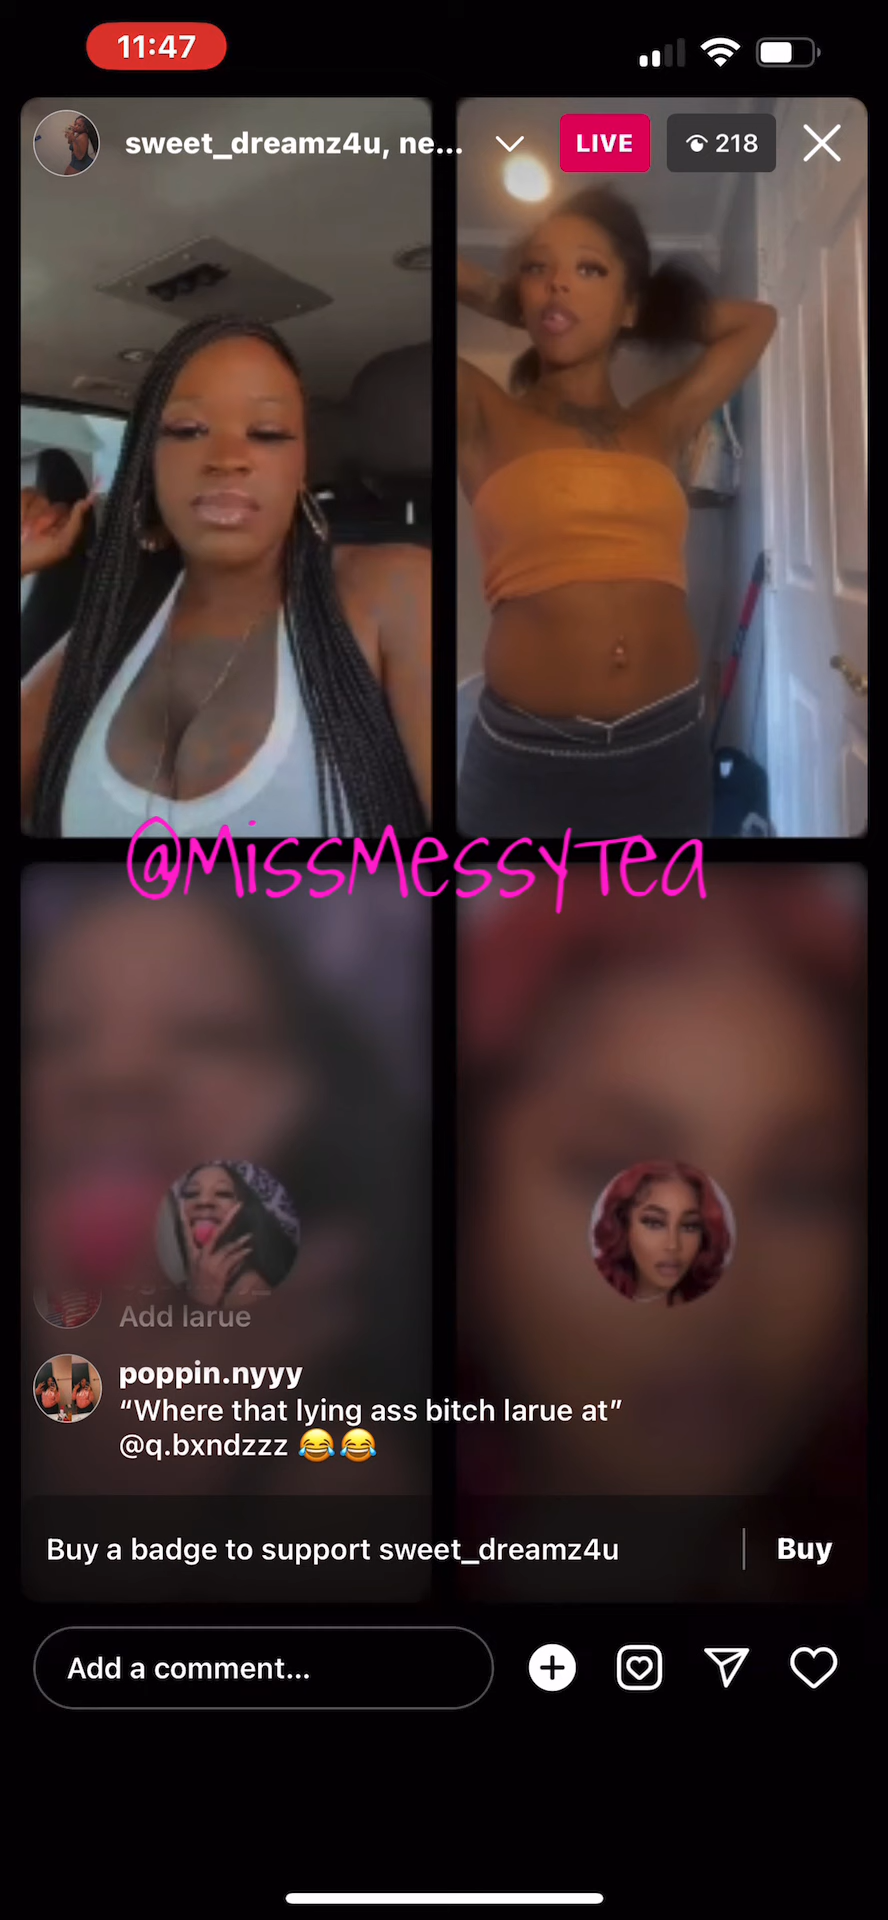 11:47
sweet_dreamz4u, ne...
LIVE
218
@MissMessyTea
Add larue
poppin.nyyy
“Where that lying ass bitch larue at”
@q.bxndzzz 😂😂
Buy a badge to support sweet_dreamz4u
Buy
Add a comment...